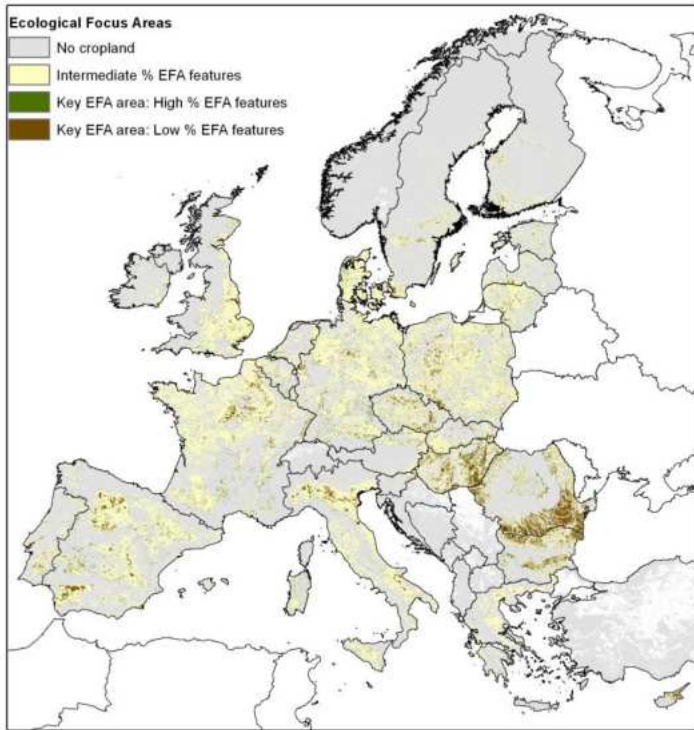 Ecological Focus Areas
No cropland
Intermediate % EFA features
Key EFA area: High % EFA features
Key EFA area: Low % EFA features